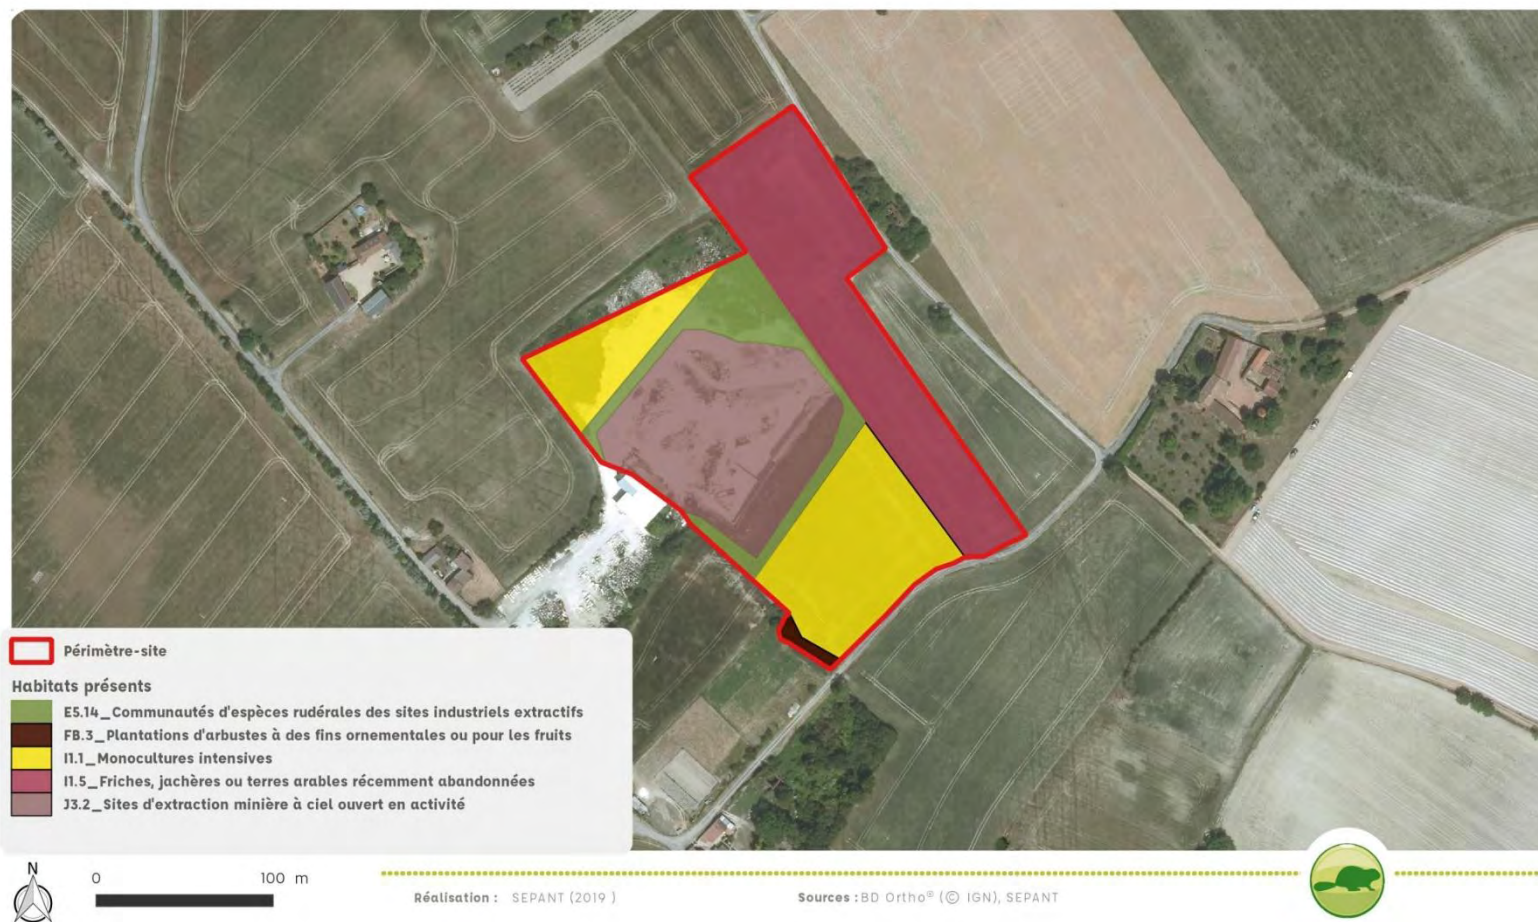 Périmètre-site
Habitats présents
E5.14_Communautés d'espèces rudérales des sites industriels extractifs
FB.3_Plantations d'arbustes à des fins ornementales ou pour les fruits
I1.1_Monocultures intensives
I1.5_Friches, jachères ou terres arables récemment abandonnées
J3.2_Sites d'extraction minière à ciel ouvert en activité
N
0 100 m
Réalisation : SEPANT (2019 )
Sources : BD Ortho® (© IGN), SEPANT